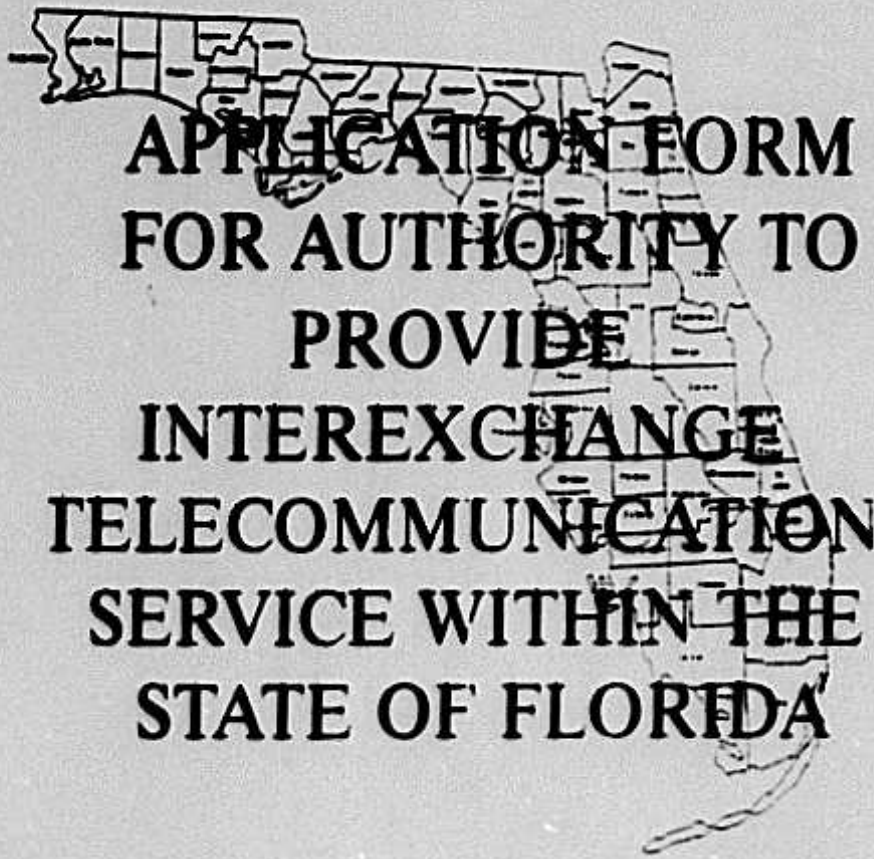 APPLICATION FORM
FOR AUTHORITY TO
PROVIDE
INTEREXCHANGE
TELECOMMUNICATION
SERVICE WITHIN THE
STATE OF FLORIDA